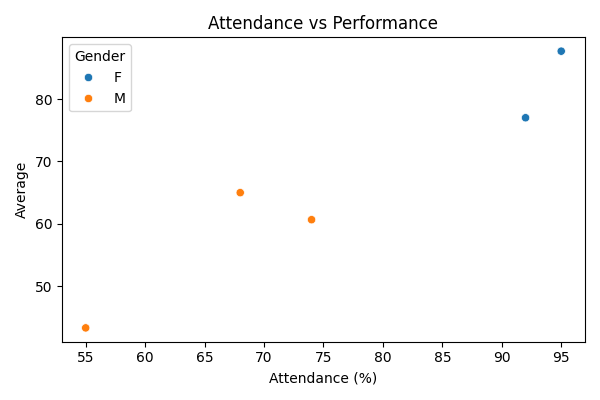 Attendance vs Performance
Gender
F
M
Average
80
70
60
50
55 60 65 70 75 80 85 90 95
Attendance (%)